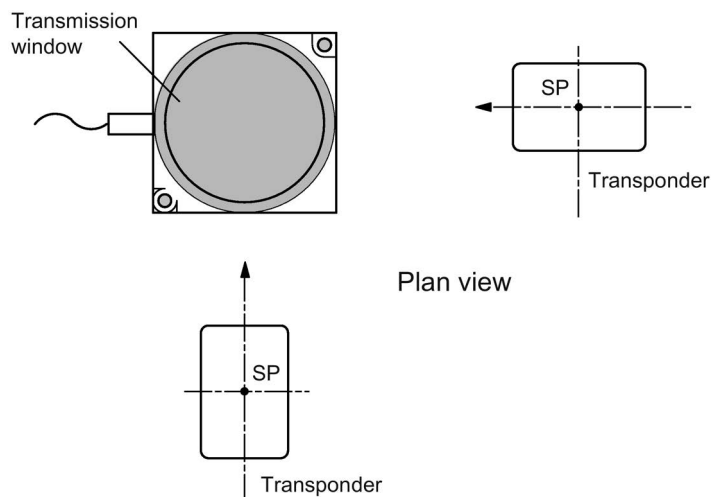 Transmission
window
SP
Transponder
Plan view
SP
Transponder